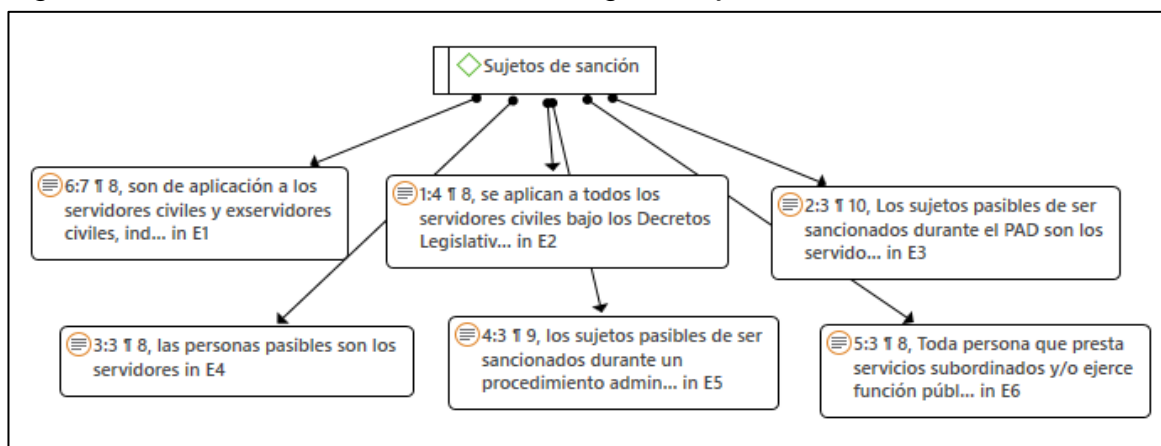 Sujetos de sanción
6:7 ¶ 8, son de aplicación a los
servidores civiles y exservidores
civiles, ind... in E1
1:4 ¶ 8, se aplican a todos los
servidores civiles bajo los Decretos
Legislativ... in E2
2:3 ¶ 10, Los sujetos pasibles de ser
sancionados durante el PAD son los
servido... in E3
3:3 ¶ 8, las personas pasibles son los
servidores in E4
4:3 ¶ 9, los sujetos pasibles de ser
sancionados durante un
procedimiento admin... in E5
5:3 ¶ 8, Toda persona que presta
servicios subordinados y/o ejerce
función públ... in E6